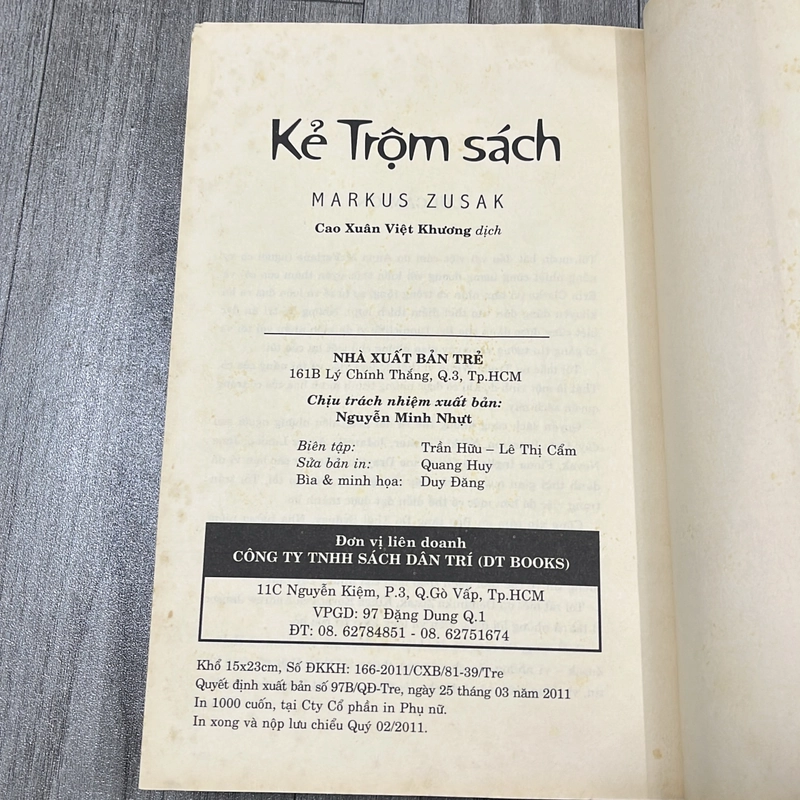 Kẻ Trộm sách
MARKUS ZUSAK
Cao Xuân Việt Khương dịch
NHÀ XUẤT BẢN TRẺ
161B Lý Chính Thắng, Q.3, Tp.HCM
Chịu trách nhiệm xuất bản:
Nguyễn Minh Nhựt
Biên tập: Trần Hữu – Lê Thị Cẩm
Sửa bản in: Quang Huy
Bìa & minh họa: Duy Đăng
Đơn vị liên doanh
CÔNG TY TNHH SÁCH DÂN TRÍ (DT BOOKS)
11C Nguyễn Kiệm, P.3, Q.Gò Vấp, Tp.HCM
VPGD: 97 Đặng Dung Q.1
ĐT: 08. 62784851 - 08. 62751674
Khổ 15x23cm, Số ĐKKH: 166-2011/CXB/81-39/Tre
Quyết định xuất bản số 97B/QĐ-Tre, ngày 25 tháng 03 năm 2011
In 1000 cuốn, tại Cty Cổ phần in Phụ nữ.
In xong và nộp lưu chiểu Quý 02/2011.